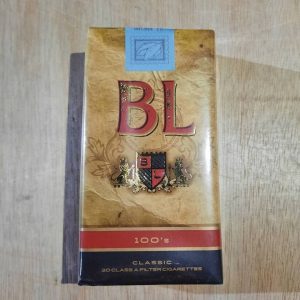 BL
B
L
100's
CLASSIC
20 CLASS A FILTER CIGARETTES